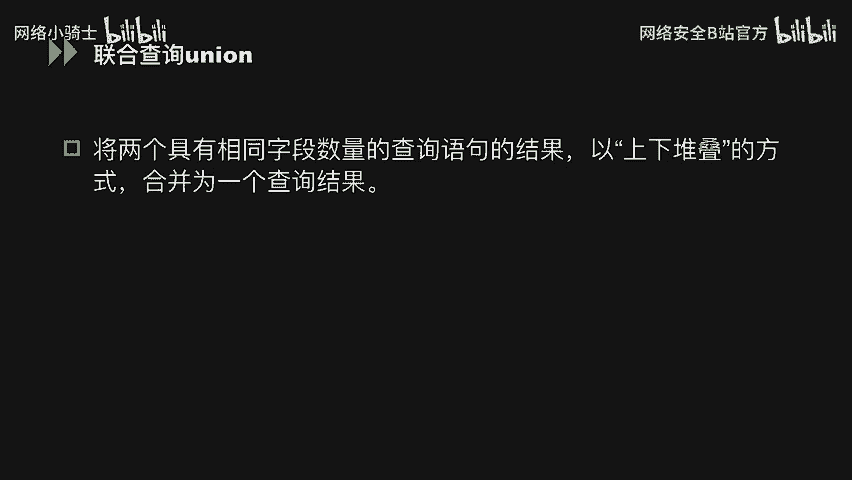 网络小骑士 bilibili
网络安全B站官方 bilibili
联合查询union
将两个具有相同字段数量的查询语句的结果，以“上下堆叠”的方
式，合并为一个查询结果。